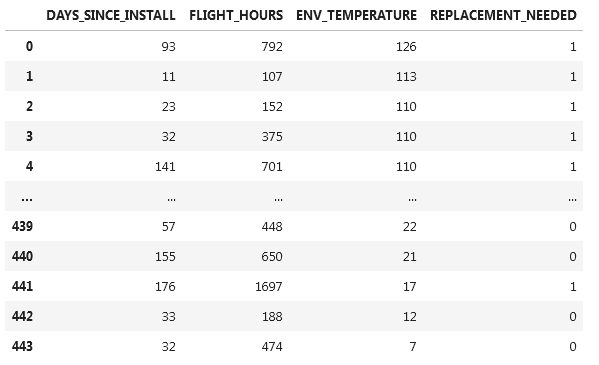 DAYS_SINCE_INSTALL FLIGHT_HOURS ENV_TEMPERATURE REPLACEMENT_NEEDED
0 93 792 126 1
1 11 107 113 1
2 23 152 110 1
3 32 375 110 1
4 141 701 110 1
... ... ... ... ...
439 57 448 22 0
440 155 650 21 0
441 176 1697 17 1
442 33 188 12 0
443 32 474 7 0